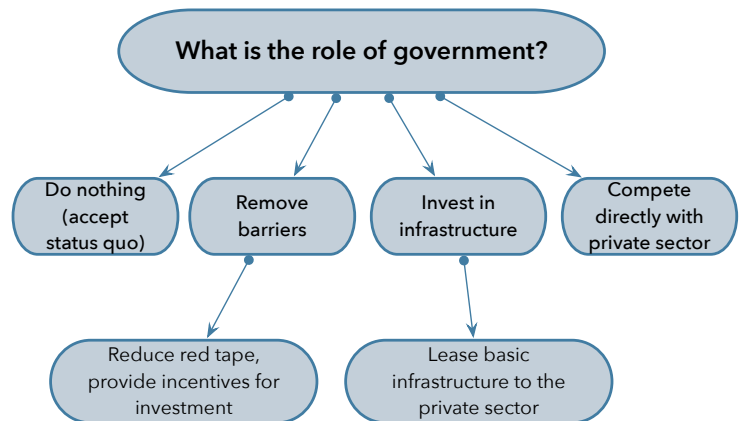 What is the role of government?
Do nothing
(accept
status quo)
Remove
barriers
Invest in
infrastructure
Compete
directly with
private sector
Reduce red tape,
provide incentives for
investment
Lease basic
infrastructure to the
private sector